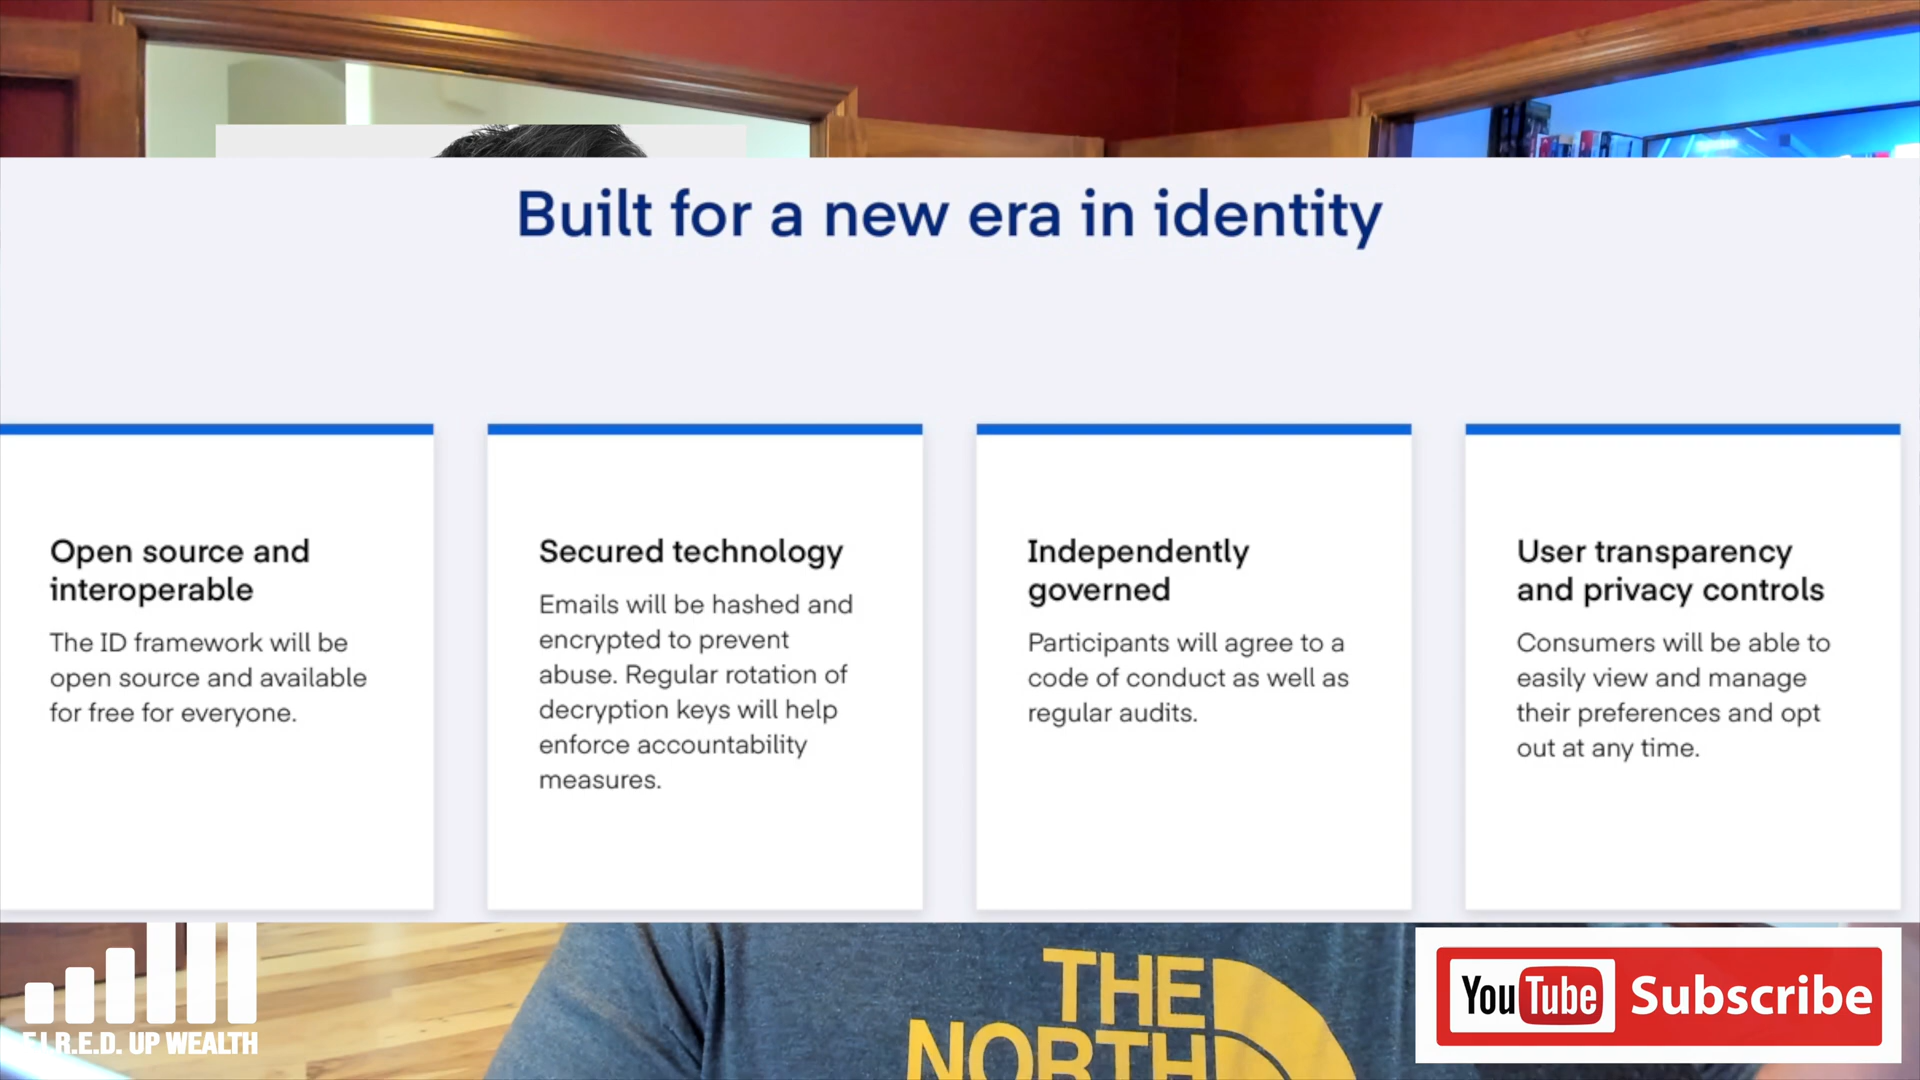 Built for a new era in identity
Open source and
interoperable
The ID framework will be
open source and available
for free for everyone.
Secured technology
Emails will be hashed and
encrypted to prevent
abuse. Regular rotation of
decryption keys will help
enforce accountability
measures.
Independently
governed
Participants will agree to a
code of conduct as well as
regular audits.
User transparency
and privacy controls
Consumers will be able to
easily view and manage
their preferences and opt
out at any time.
F.I.R.E.D. UP WEALTH
THE
NORTH
YouTube Subscribe